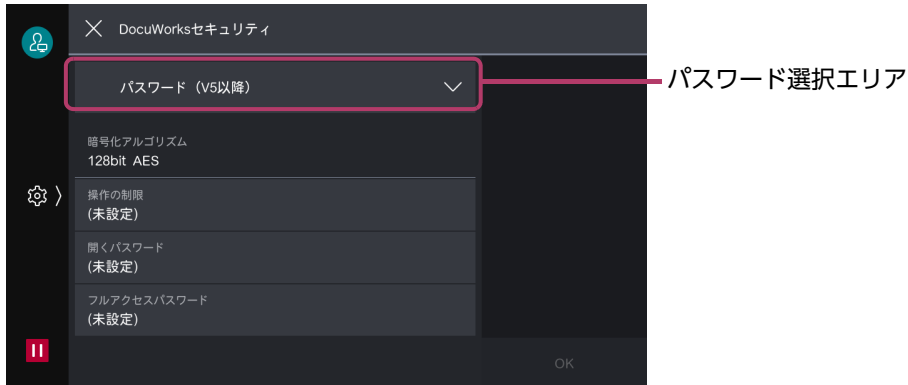 DocuWorksセキュリティ
パスワード（V5以降）
パスワード選択エリア
暗号化アルゴリズム
128bit AES
操作の制限
(未設定)
開くパスワード
(未設定)
フルアクセスパスワード
(未設定)
OK